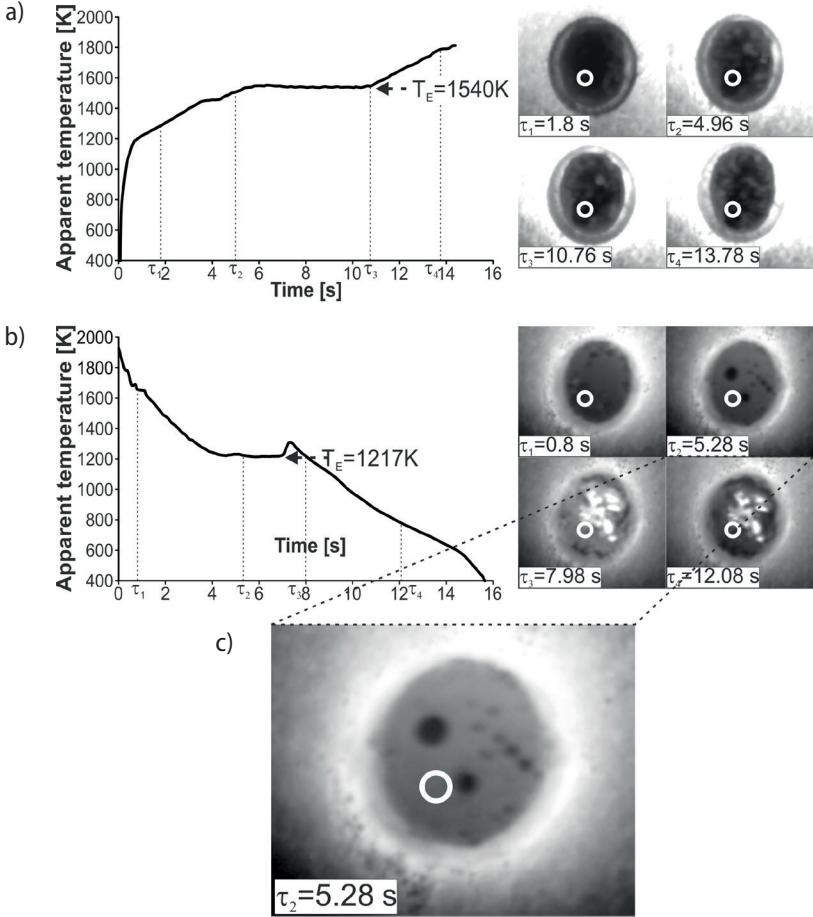 a)
Apparent temperature [K]
2000
1800
1600
1400
1200
1000
800
600
400
T_E=1540K
0 τ₁ 2 4 τ₂ 6 8 10 τ₃ 12 τ₄ 14 16
Time [s]
τ₁=1.8 s
τ₂=4.96 s
τ₃=10.76 s
τ₄=13.78 s
b)
Apparent temperature [K]
2000
1800
1600
1400
1200
1000
800
600
400
T_E=1217K
Time [s]
0 τ₁ 2 4 τ₂ 6 τ₃ 8 10 12 τ₄ 14 16
τ₁=0.8 s
τ₂=5.28 s
τ₃=7.98 s
τ₄=12.08 s
c)
τ₂=5.28 s